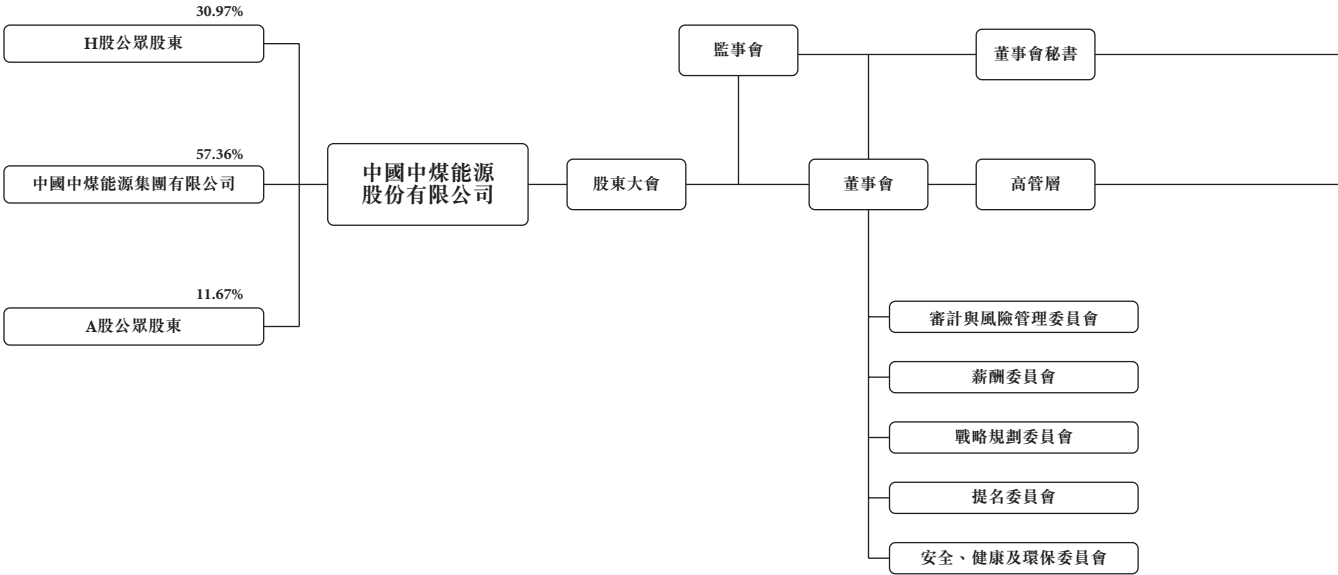 30.97%
H股公眾股東
57.36%
中國中煤能源集團有限公司
11.67%
A股公眾股東
中國中煤能源
股份有限公司
股東大會
監事會
董事會
董事會秘書
高管層
審計與風險管理委員會
薪酬委員會
戰略規劃委員會
提名委員會
安全、健康及環保委員會